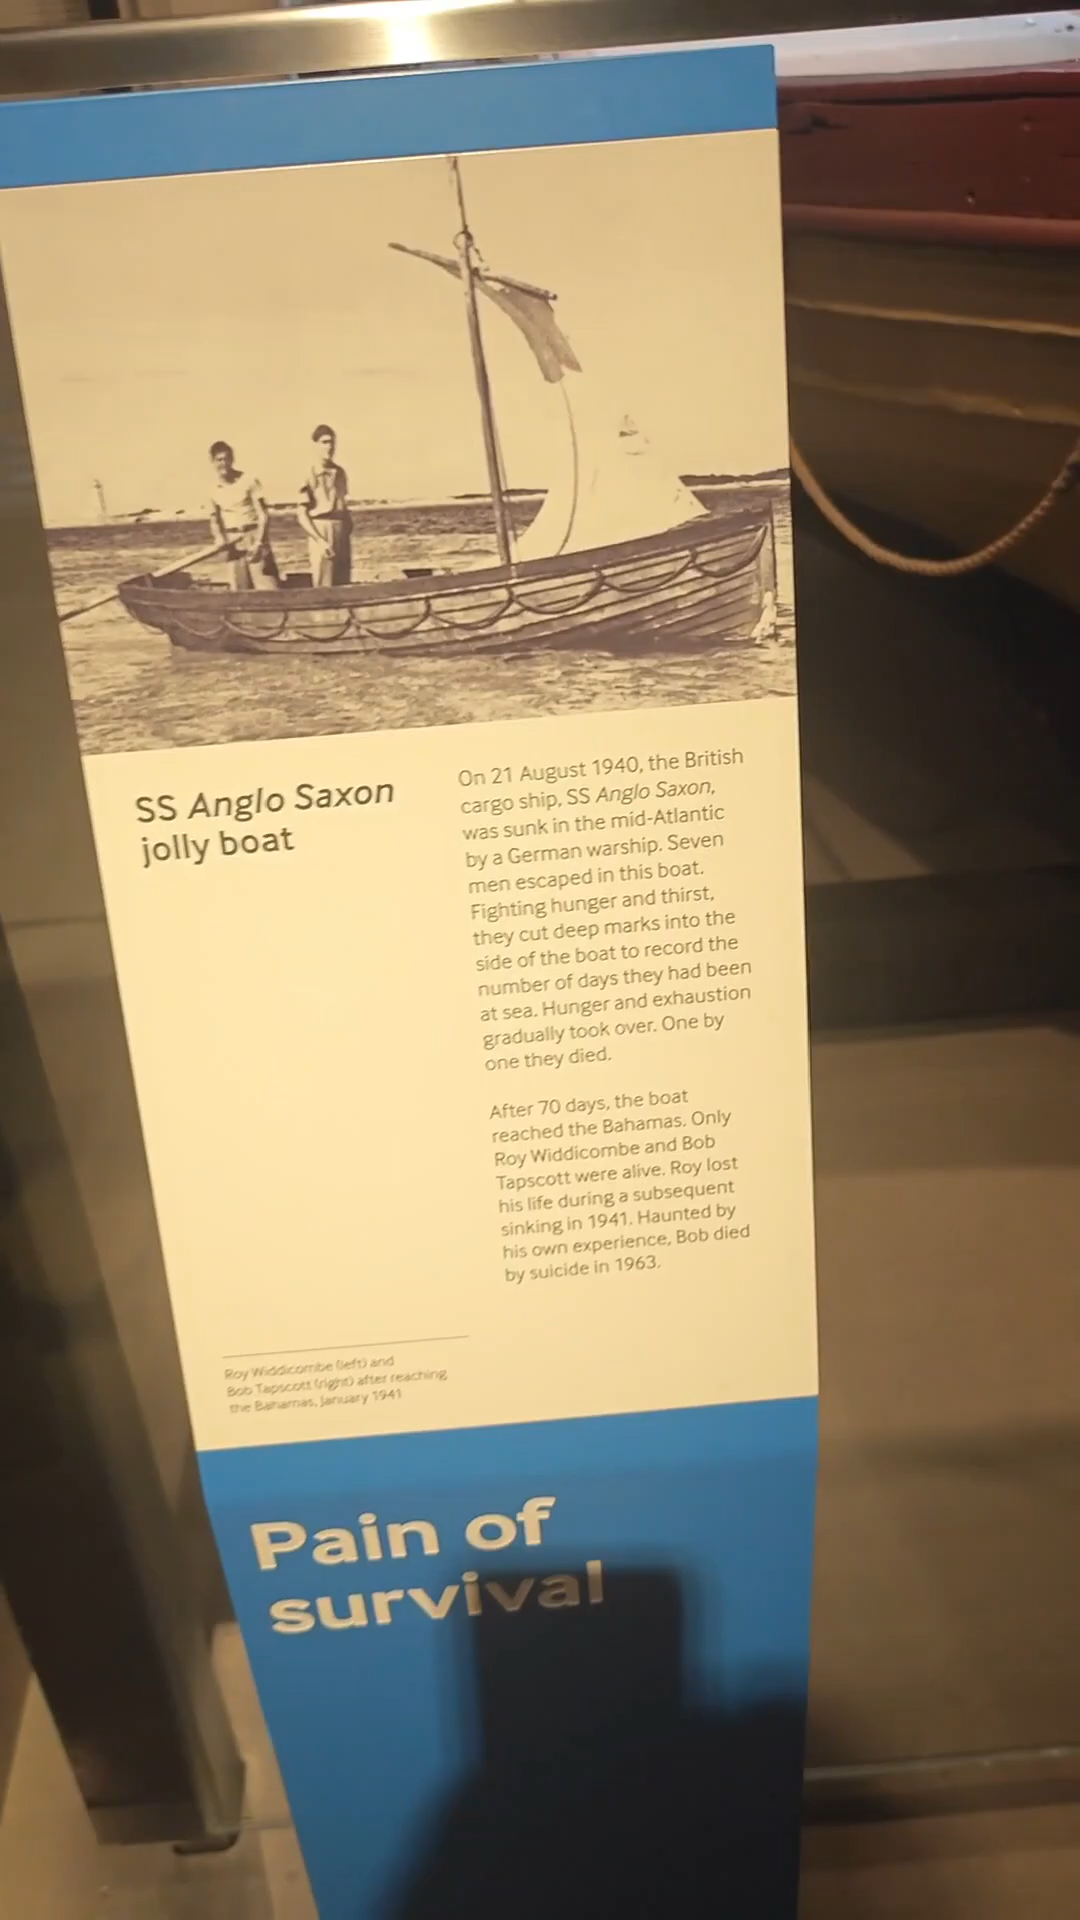 SS Anglo Saxon
jolly boat
On 21 August 1940, the British
cargo ship, SS Anglo Saxon,
was sunk in the mid-Atlantic
by a German warship. Seven
men escaped in this boat.
Fighting hunger and thirst,
they cut deep marks into the
side of the boat to record the
number of days they had been
at sea. Hunger and exhaustion
gradually took over. One by
one they died.
After 70 days, the boat
reached the Bahamas. Only
Roy Widdicombe and Bob
Tapscott were alive. Roy lost
his life during a subsequent
sinking in 1941. Haunted by
his own experience, Bob died
by suicide in 1963.
Roy Widdicombe (left) and
Bob Tapscott (right) after reaching
the Bahamas, January 1941
Pain of
survival